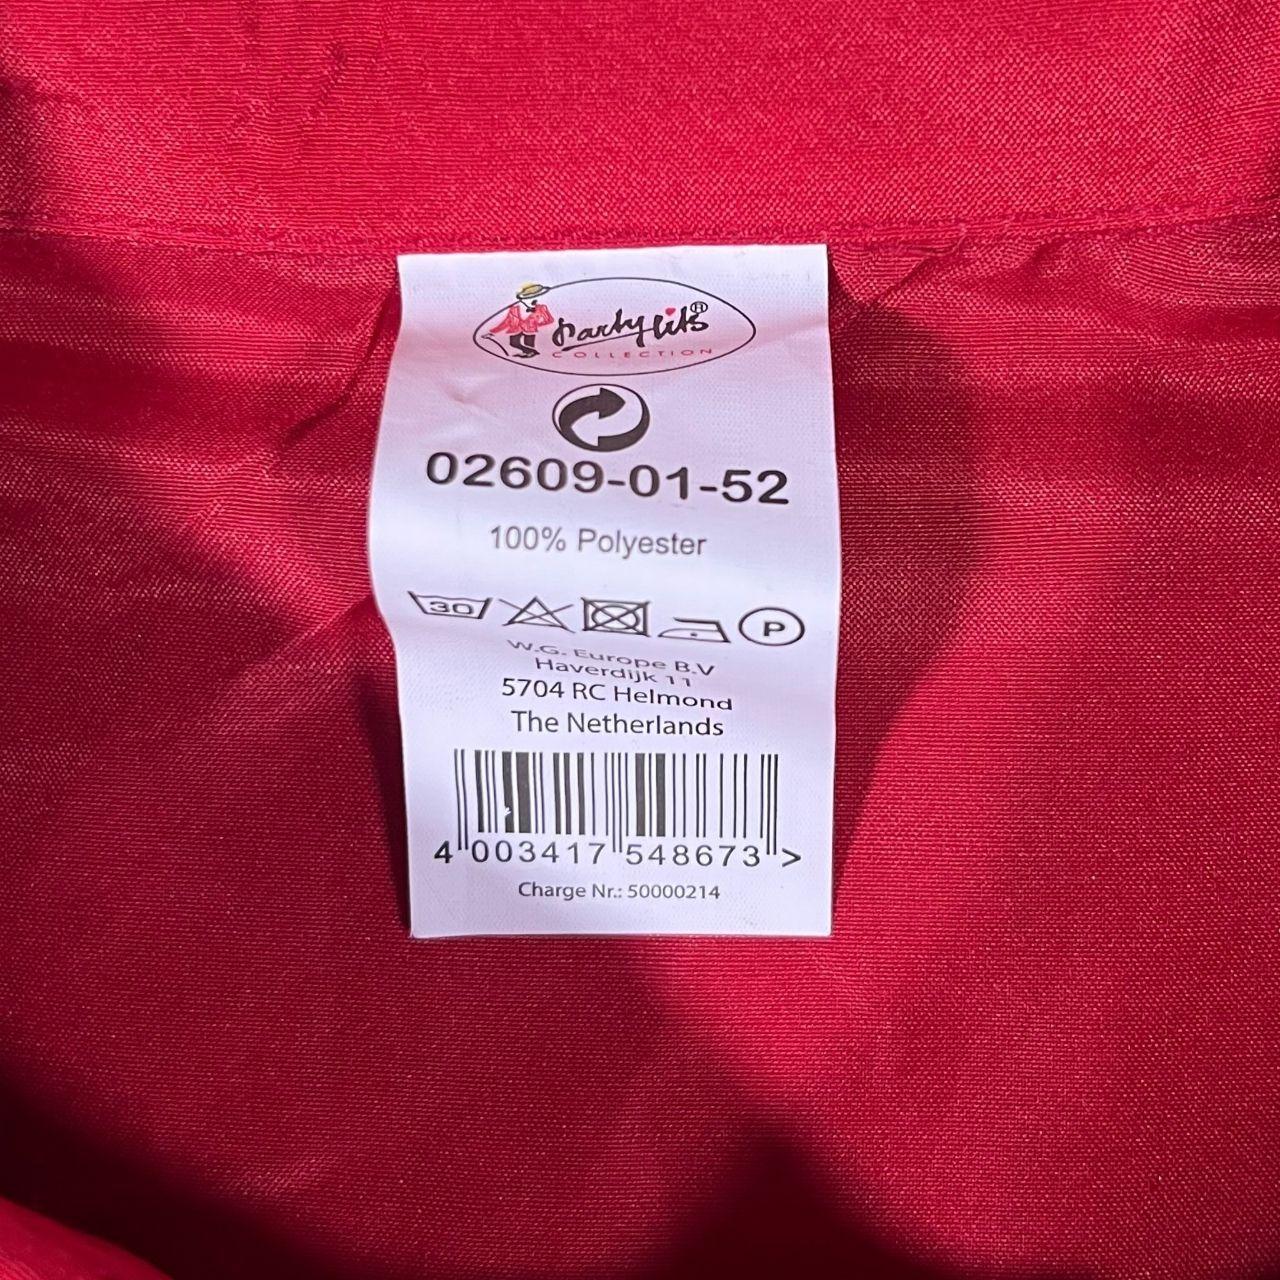 Partylits®
COLLECTION
02609-01-52
100% Polyester
30
P
W.G. Europe B.V
Haverdijk 11
5704 RC Helmond
The Netherlands
4 003417 548673 >
Charge Nr.: 50000214